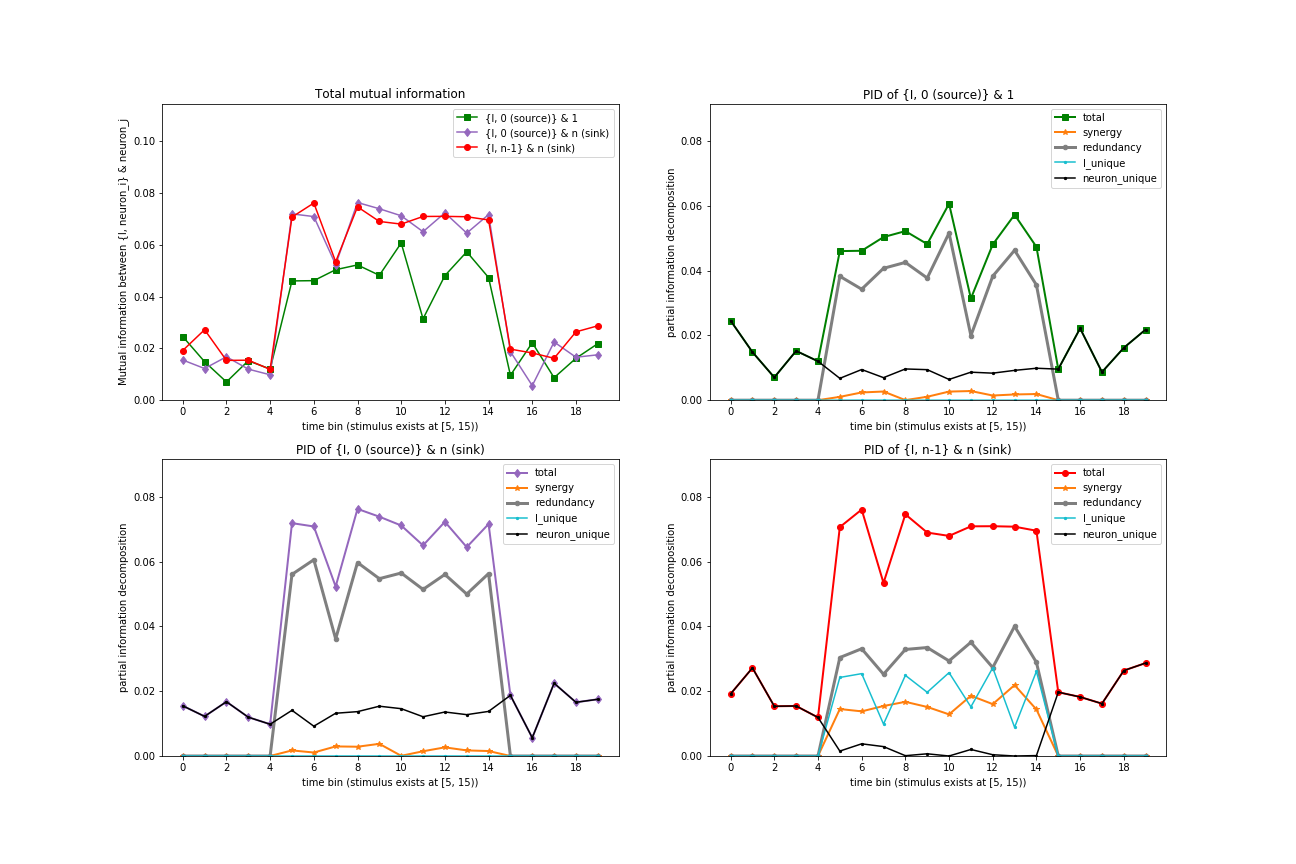 Total mutual information
Mutual information between {I, neuron_i} & neuron_j
0.10
0.08
0.06
0.04
0.02
0.00
{I, 0 (source)} & 1
{I, 0 (source)} & n (sink)
{I, n-1} & n (sink)
0 2 4 6 8 10 12 14 16 18
time bin (stimulus exists at [5, 15))
PID of {I, 0 (source)} & 1
partial information decomposition
0.08
0.06
0.04
0.02
0.00
total
synergy
redundancy
I_unique
neuron_unique
0 2 4 6 8 10 12 14 16 18
time bin (stimulus exists at [5, 15))
PID of {I, 0 (source)} & n (sink)
partial information decomposition
0.08
0.06
0.04
0.02
0.00
total
synergy
redundancy
I_unique
neuron_unique
0 2 4 6 8 10 12 14 16 18
time bin (stimulus exists at [5, 15))
PID of {I, n-1} & n (sink)
partial information decomposition
0.08
0.06
0.04
0.02
0.00
total
synergy
redundancy
I_unique
neuron_unique
0 2 4 6 8 10 12 14 16 18
time bin (stimulus exists at [5, 15))